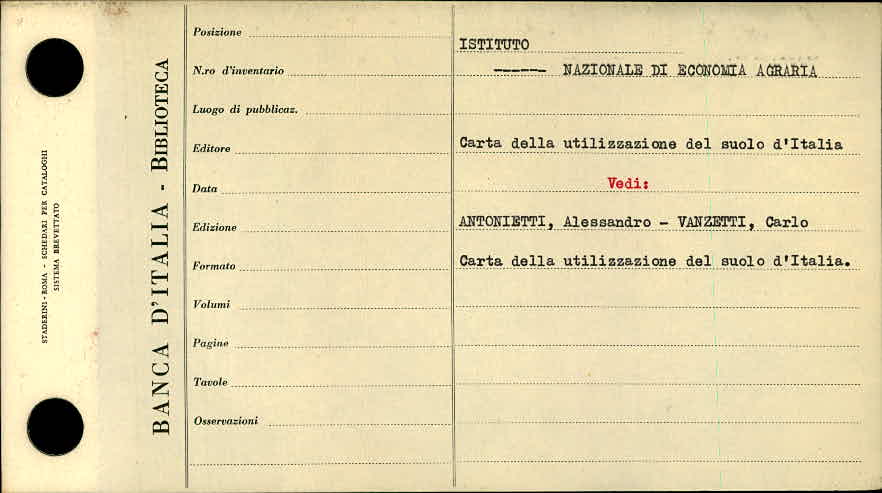 STADERINI-ROMA - SCHEDARI PER CATALOGHI
SISTEMA BREVETTATO
BANCA D'ITALIA - BIBLIOTECA
Posizione
N.ro d'inventario
Luogo di pubblicaz.
Editore
Data
Edizione
Formato
Volumi
Pagine
Tavole
Osservazioni
ISTITUTO
----- NAZIONALE DI ECONOMIA AGRARIA
Carta della utilizzazione del suolo d'Italia
Vedi:
ANTONIETTI, Alessandro - VANZETTI, Carlo
Carta della utilizzazione del suolo d'Italia.